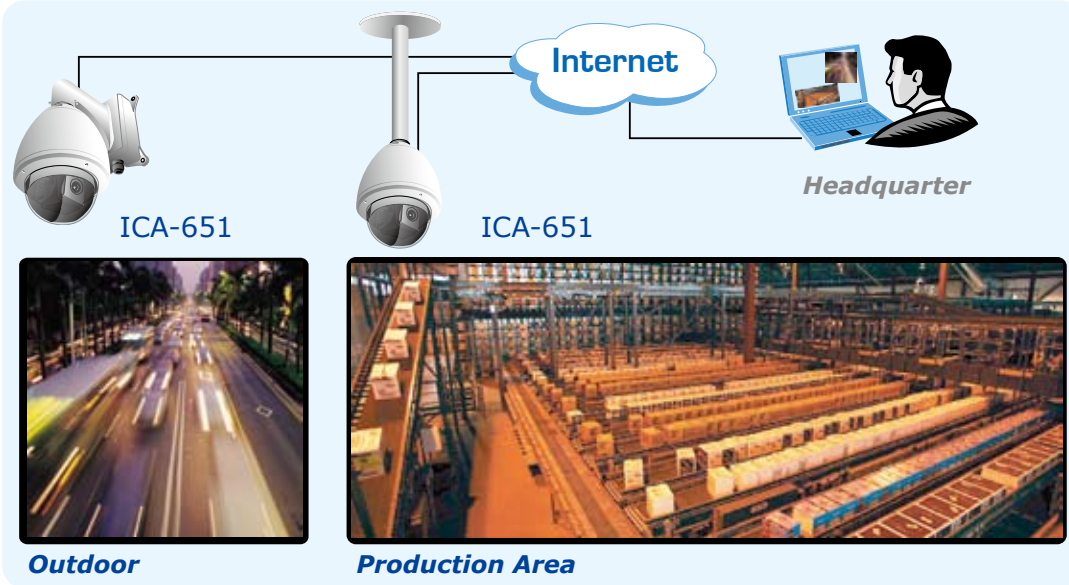 Internet
Headquarter
ICA-651
ICA-651
Outdoor
Production Area